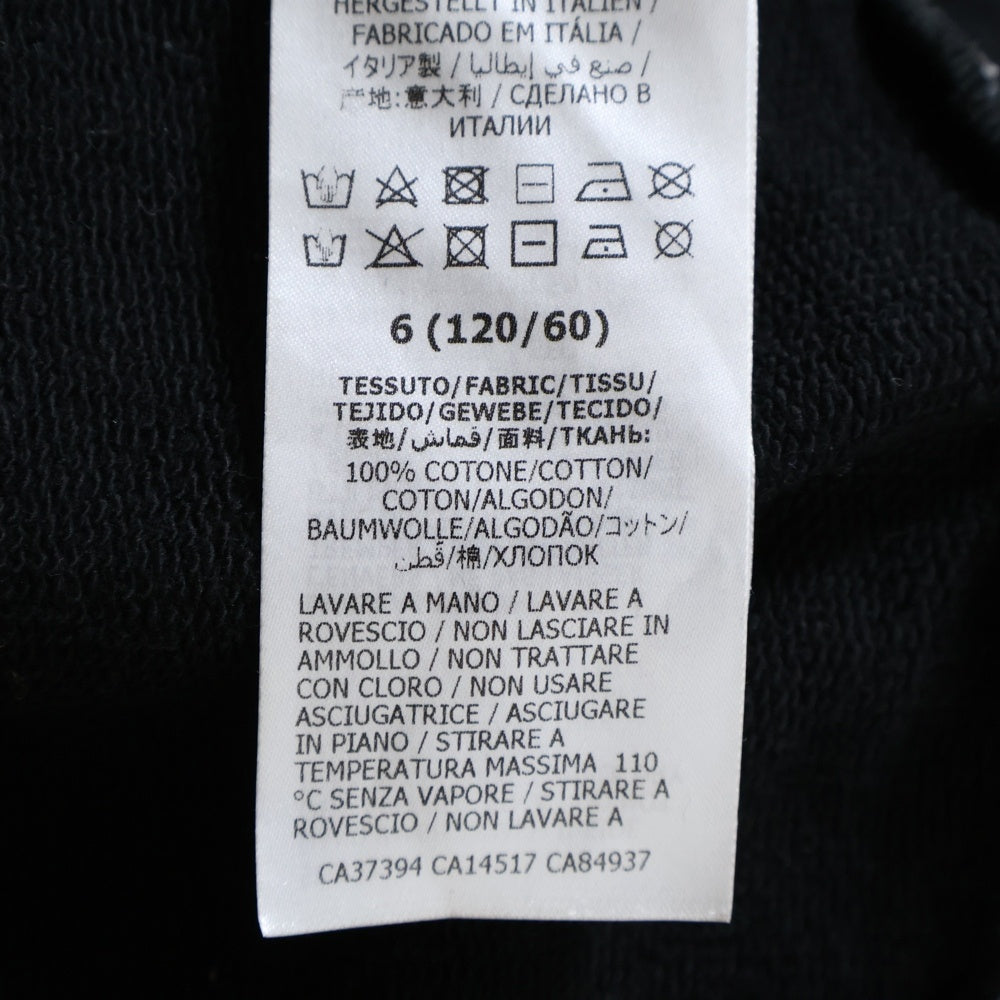 HERGESTELLT IN ITALIEN /
FABRICADO EM ITÁLIA /
イタリア製 / صنع في إيطاليا /
产地:意大利 / СДЕЛАНО В
ИТАЛИИ
6 (120/60)
TESSUTO/FABRIC/TISSU/
TEJIDO/GEWEBE/TECIDO/
表地/قماش/面料/ТКАНЬ:
100% COTONE/COTTON/
COTON/ALGODON/
BAUMWOLLE/ALGODÃO/コットン/
قطن/棉/ХЛОПОК
LAVARE A MANO / LAVARE A
ROVESCIO / NON LASCIARE IN
AMMOLLO / NON TRATTARE
CON CLORO / NON USARE
ASCIUGATRICE / ASCIUGARE
IN PIANO / STIRARE A
TEMPERATURA MASSIMA 110
°C SENZA VAPORE / STIRARE A
ROVESCIO / NON LAVARE A
CA37394 CA14517 CA84937